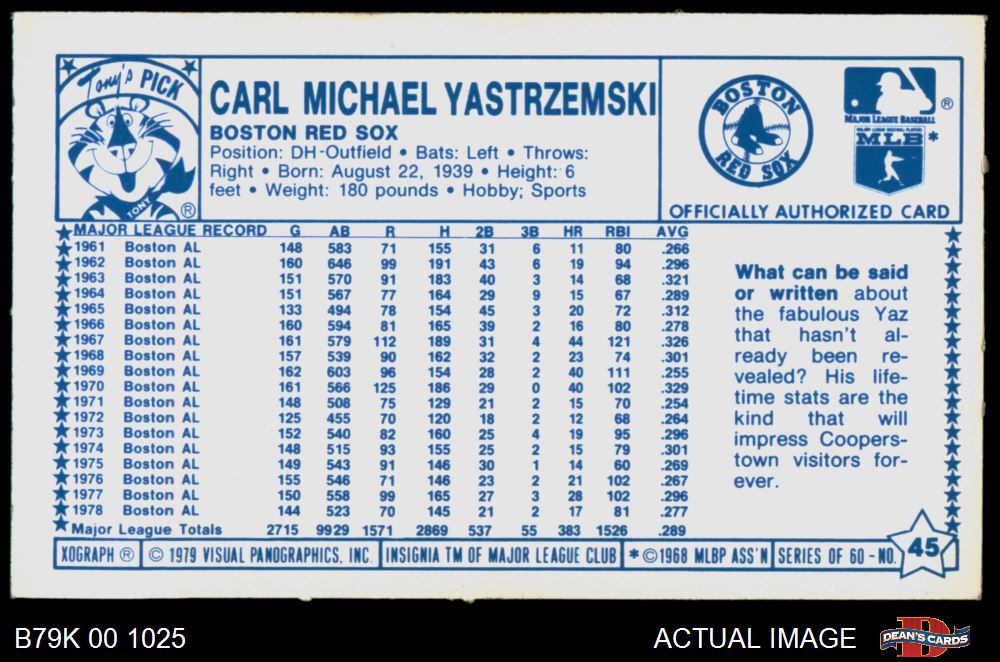 Tony's PICK
TONY ®
CARL MICHAEL YASTRZEMSKI
BOSTON RED SOX
Position: DH-Outfield • Bats: Left • Throws:
Right • Born: August 22, 1939 • Height: 6
feet • Weight: 180 pounds • Hobby; Sports
BOSTON
RED SOX
MAJOR LEAGUE BASEBALL ®
MAJOR LEAGUE BASEBALL PLAYERS
MLB *
OFFICIALLY AUTHORIZED CARD
MAJOR LEAGUE RECORD G AB R H 2B 3B HR RBI AVG
1961 Boston AL 148 583 71 155 31 6 11 80 .266
1962 Boston AL 160 646 99 191 43 6 19 94 .296
1963 Boston AL 151 570 91 183 40 3 14 68 .321
1964 Boston AL 151 567 77 164 29 9 15 67 .289
1965 Boston AL 133 494 78 154 45 3 20 72 .312
1966 Boston AL 160 594 81 165 39 2 16 80 .278
1967 Boston AL 161 579 112 189 31 4 44 121 .326
1968 Boston AL 157 539 90 162 32 2 23 74 .301
1969 Boston AL 162 603 96 154 28 2 40 111 .255
1970 Boston AL 161 566 125 186 29 0 40 102 .329
1971 Boston AL 148 508 75 129 21 2 15 70 .254
1972 Boston AL 125 455 70 120 18 2 12 68 .264
1973 Boston AL 152 540 82 160 25 4 19 95 .296
1974 Boston AL 148 515 93 155 25 2 15 79 .301
1975 Boston AL 149 543 91 146 30 1 14 60 .269
1976 Boston AL 155 546 71 146 23 2 21 102 .267
1977 Boston AL 150 558 99 165 27 3 28 102 .296
1978 Boston AL 144 523 70 145 21 2 17 81 .277
Major League Totals 2715 9929 1571 2869 537 55 383 1526 .289
What can be said
or written about
the fabulous Yaz
that hasn't al-
ready been re-
vealed? His life-
time stats are the
kind that will
impress Coopers-
town visitors for-
ever.
XOGRAPH ® © 1979 VISUAL PANOGRAPHICS, INC. INSIGNIA TM OF MAJOR LEAGUE CLUB * ©1968 MLBP ASS'N SERIES OF 60 - NO. 45
B79K 00 1025 ACTUAL IMAGE DEAN'S CARDS